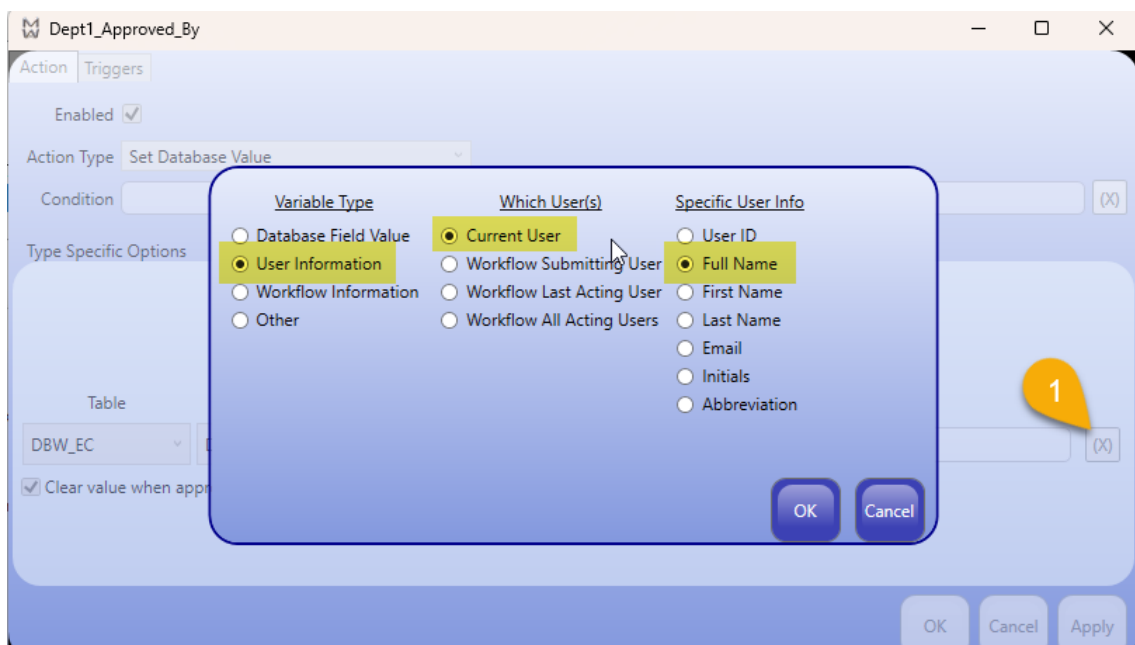 Dept1_Approved_By
Action Triggers
Enabled
Action Type Set Database Value
Condition (X)
Type Specific Options
Variable Type Which User(s) Specific User Info
Database Field Value Current User User ID
User Information Workflow Submitting User Full Name
Workflow Information Workflow Last Acting User First Name
Other Workflow All Acting Users Last Name
Email
Initials
Abbreviation
1
Table
DBW_EC (X)
Clear value when
OK Cancel
OK Cancel Apply